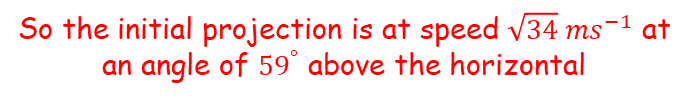 So the initial projection is at speed √34 ms⁻¹ at
an angle of 59° above the horizontal